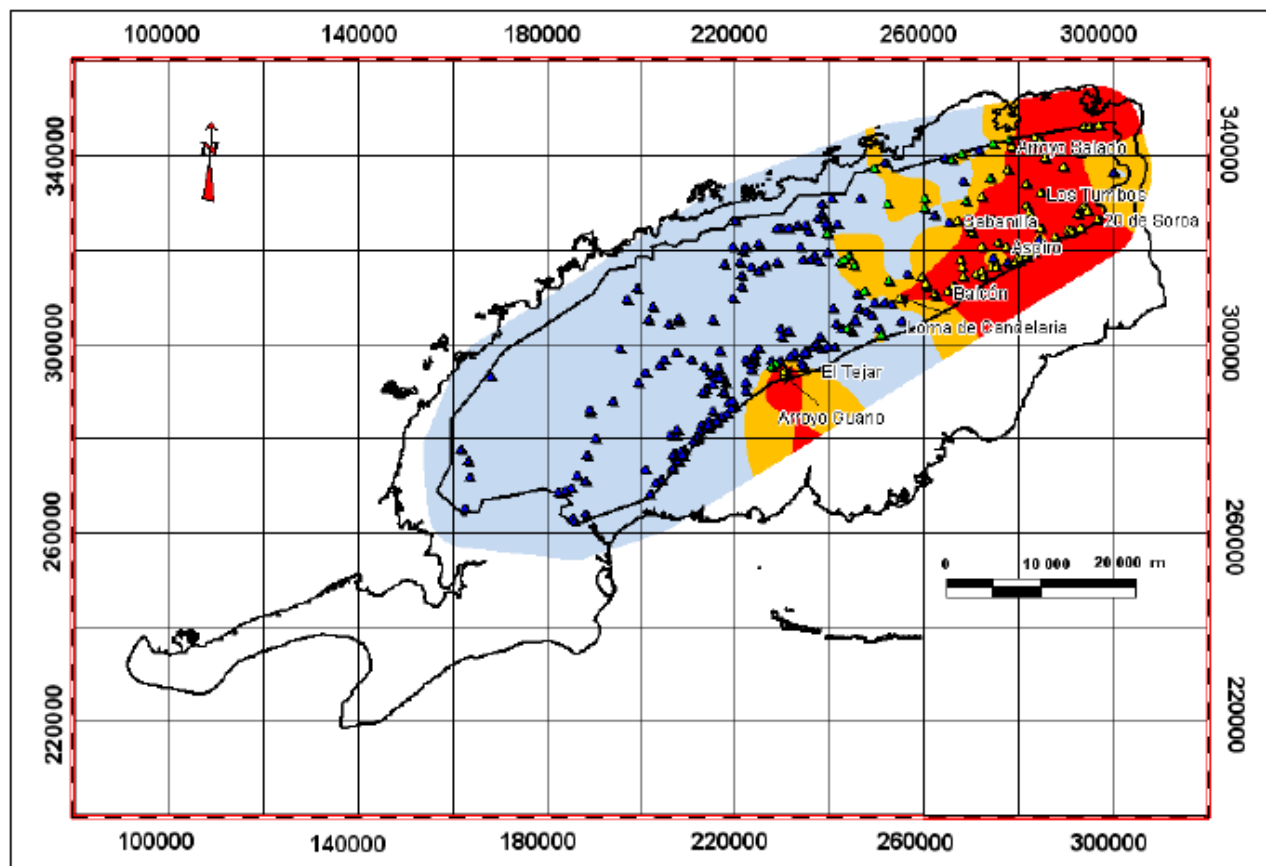 100000 140000 180000 220000 260000 300000
340000 340000
N
Arroyo Salado
Los Tumbos
Sabanilla 20 de Soroa
Aspiro
Balcón
300000 Loma de Candelaria 300000
El Tejar
Arroyo Guano
260000 260000
0 10 000 20 000 m
220000 220000
100000 140000 180000 220000 260000 300000